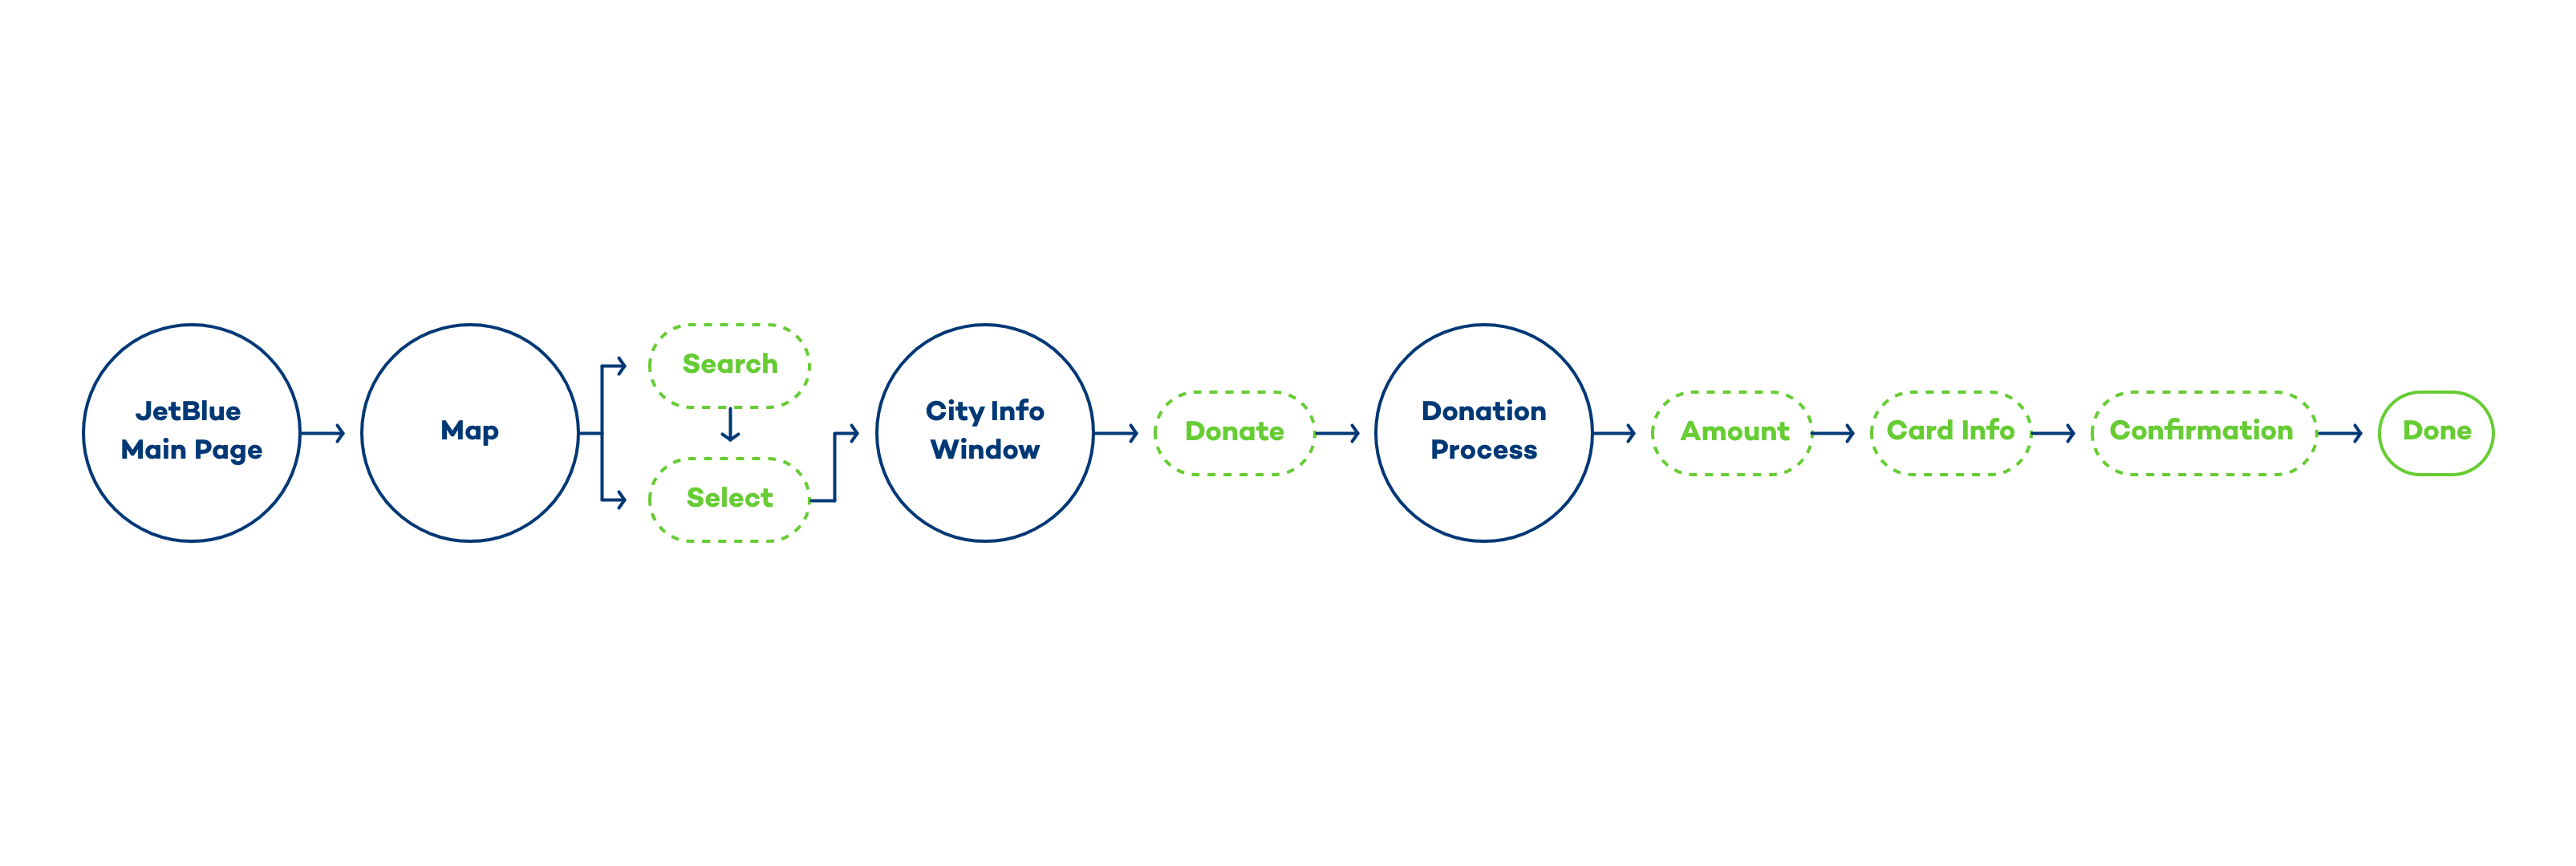 JetBlue
Main Page
Map
Search
Select
City Info
Window
Donate
Donation
Process
Amount
Card Info
Confirmation
Done